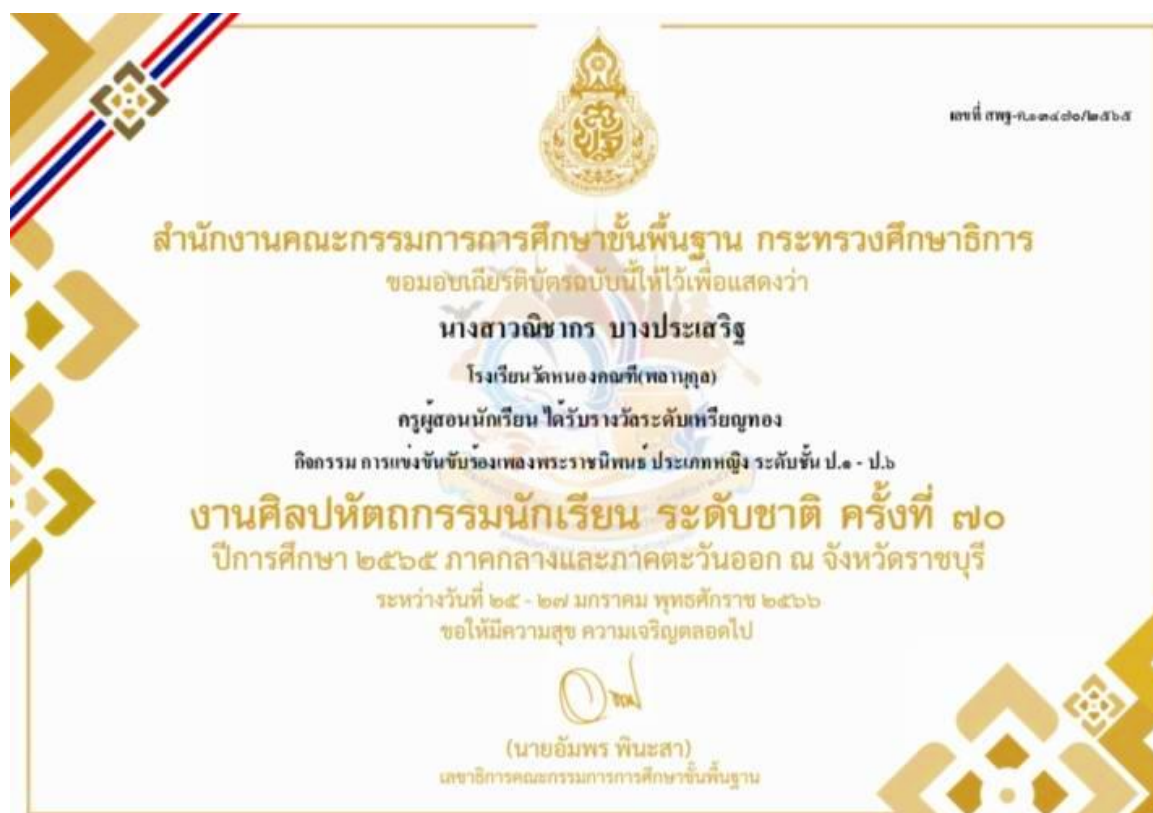 เลขที่ สพฐ-ก.๑๓๔๗๐/๒๕๖๕
สำนักงานคณะกรรมการการศึกษาขั้นพื้นฐาน กระทรวงศึกษาธิการ
ขอมอบเกียรติบัตรฉบับนี้ให้ไว้เพื่อแสดงว่า
นางสาวณิชากร บางประเสริฐ
โรงเรียนวัดหนองคณฑี(พลานุกูล)
ครูผู้สอนนักเรียน ได้รับรางวัลระดับเหรียญทอง
กิจกรรม การแข่งขันขับร้องเพลงพระราชนิพนธ์ ประเภทหญิง ระดับชั้น ป.๑ - ป.๖
งานศิลปหัตถกรรมนักเรียน ระดับชาติ ครั้งที่ ๗๐
ปีการศึกษา ๒๕๖๕ ภาคกลางและภาคตะวันออก ณ จังหวัดราชบุรี
ระหว่างวันที่ ๒๕ - ๒๗ มกราคม พุทธศักราช ๒๕๖๖
ขอให้มีความสุข ความเจริญตลอดไป
(นายอัมพร พินะสา)
เลขาธิการคณะกรรมการการศึกษาขั้นพื้นฐาน